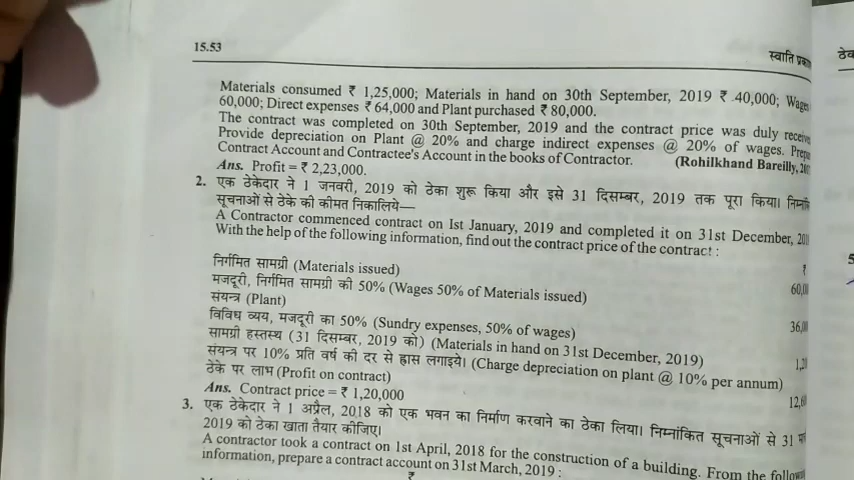 15.53
स्वाति
Materials consumed ₹ 1,25,000; Materials in hand on 30th September, 2019 ₹ 40,000; Wages
60,000; Direct expenses ₹ 64,000 and Plant purchased ₹ 80,000.
The contract was completed on 30th September, 2019 and the contract price was duly
Provide depreciation on Plant @ 20% and charge indirect expenses @ 20% of wages.
Contract Account and Contractee's Account in the books of Contractor. (Rohilkhand Bareilly,
Ans. Profit = ₹ 2,23,000.
2. एक ठेकेदार ने 1 जनवरी, 2019 को ठेका शुरू किया और इसे 31 दिसम्बर, 2019 तक पूरा किया।
सूचनाओं से ठेके की कीमत निकालिये—
A Contractor commenced contract on Ist January, 2019 and completed it on 31st December,
With the help of the following information, find out the contract price of the contract :
₹
निर्गमित सामग्री (Materials issued)
मजदूरी, निर्गमित सामग्री की 50% (Wages 50% of Materials issued)
संयन्त्र (Plant)
विविध व्यय, मजदूरी का 50% (Sundry expenses, 50% of wages)
सामग्री हस्तस्थ (31 दिसम्बर, 2019 को) (Materials in hand on 31st December, 2019)
संयन्त्र पर 10% प्रति वर्ष की दर से ह्रास लगाइये। (Charge depreciation on plant @ 10% per annum)
ठेके पर लाभ (Profit on contract)
Ans. Contract price = ₹ 1,20,000
3. एक ठेकेदार ने 1 अप्रैल, 2018 को एक भवन का निर्माण करवाने का ठेका लिया। निम्नांकित सूचनाओं से 31
2019 को ठेका खाता तैयार कीजिए।
A contractor took a contract on 1st April, 2018 for the construction of a building. From the
information, prepare a contract account on 31st March, 2019 :
₹